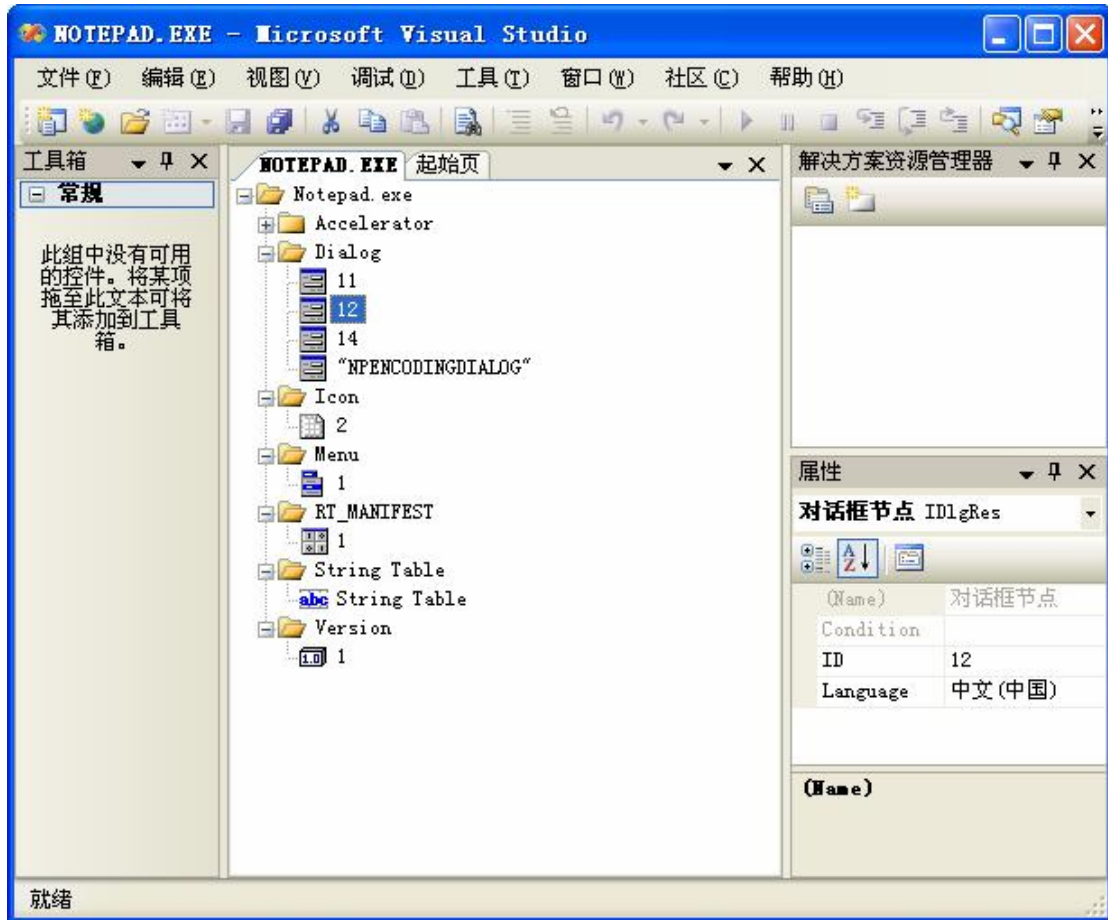 NOTEPAD.EXE - Microsoft Visual Studio
文件(F) 编辑(E) 视图(V) 调试(D) 工具(T) 窗口(W) 社区(C) 帮助(H)
工具箱
常规
此组中没有可用
的控件。将某项
拖至此文本可将
其添加到工具
箱。
NOTEPAD.EXE 起始页
Notepad.exe
Accelerator
Dialog
11
12
14
"NPENCODINGDIALOG"
Icon
2
Menu
1
RT_MANIFEST
1
String Table
abc String Table
Version
1.0 1
解决方案资源管理器
属性
对话框节点 IDlgRes
(Name) 对话框节点
Condition
ID 12
Language 中文(中国)
(Name)
就绪